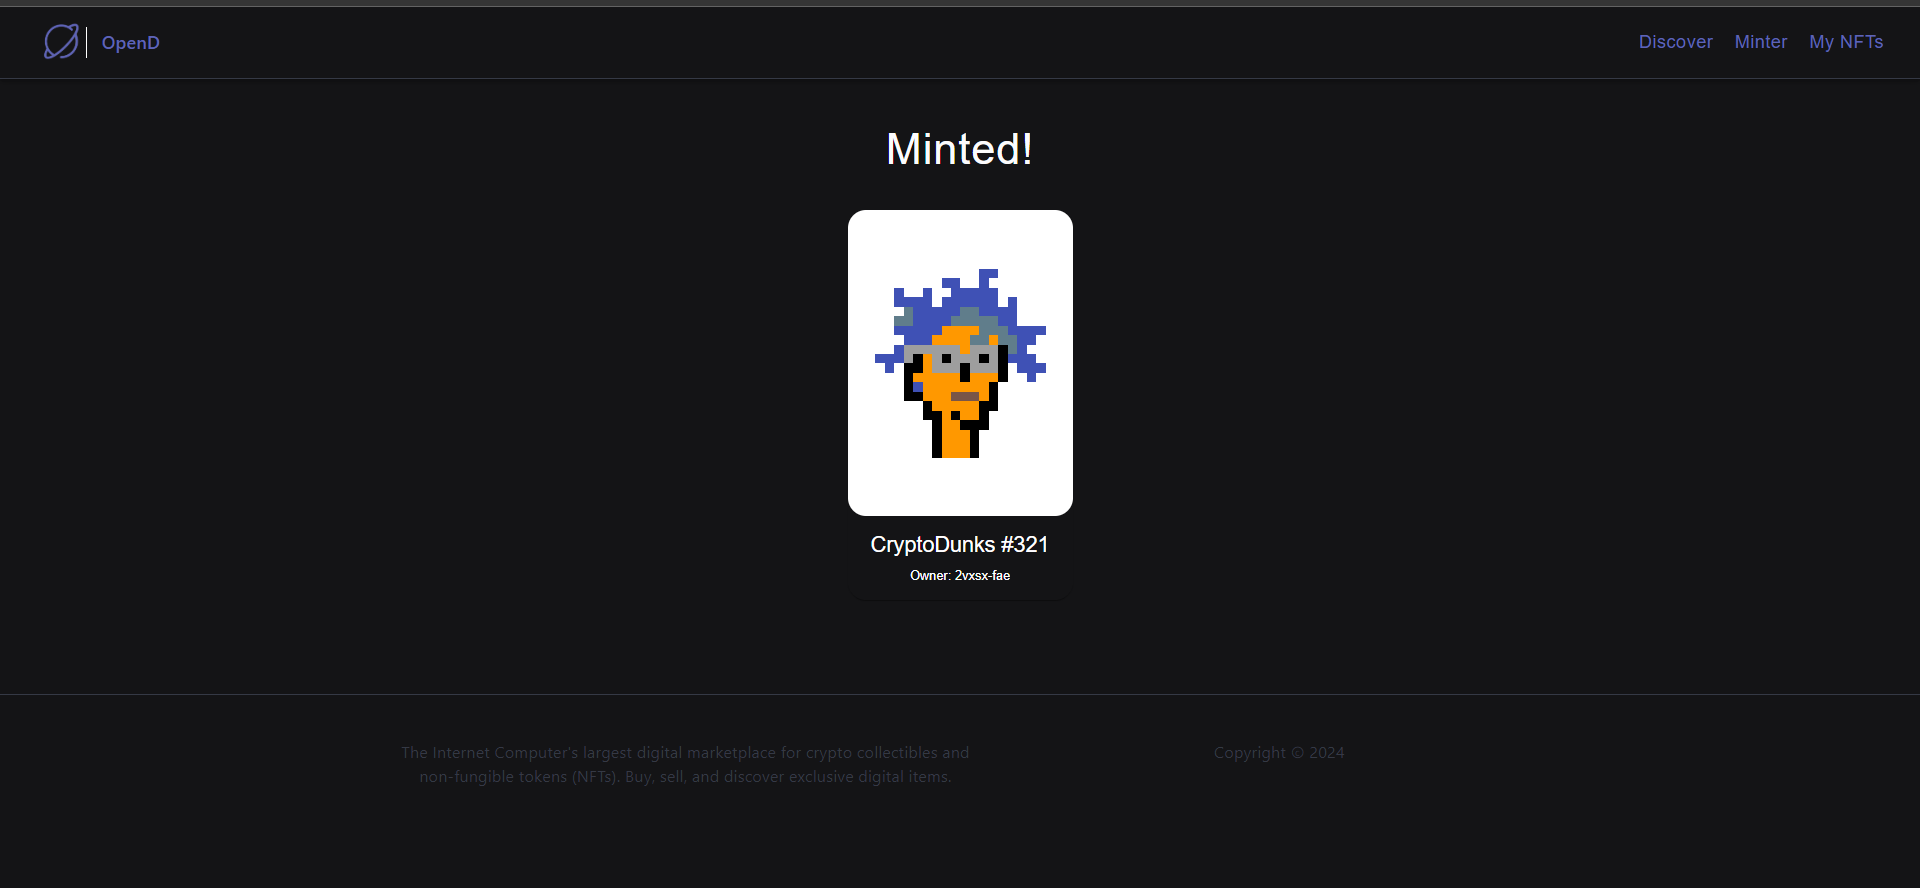 OpenD
Discover Minter My NFTs
Minted!
CryptoDunks #321
Owner: 2vxsx-fae
The Internet Computer's largest digital marketplace for crypto collectibles and
non-fungible tokens (NFTs). Buy, sell, and discover exclusive digital items.
Copyright © 2024